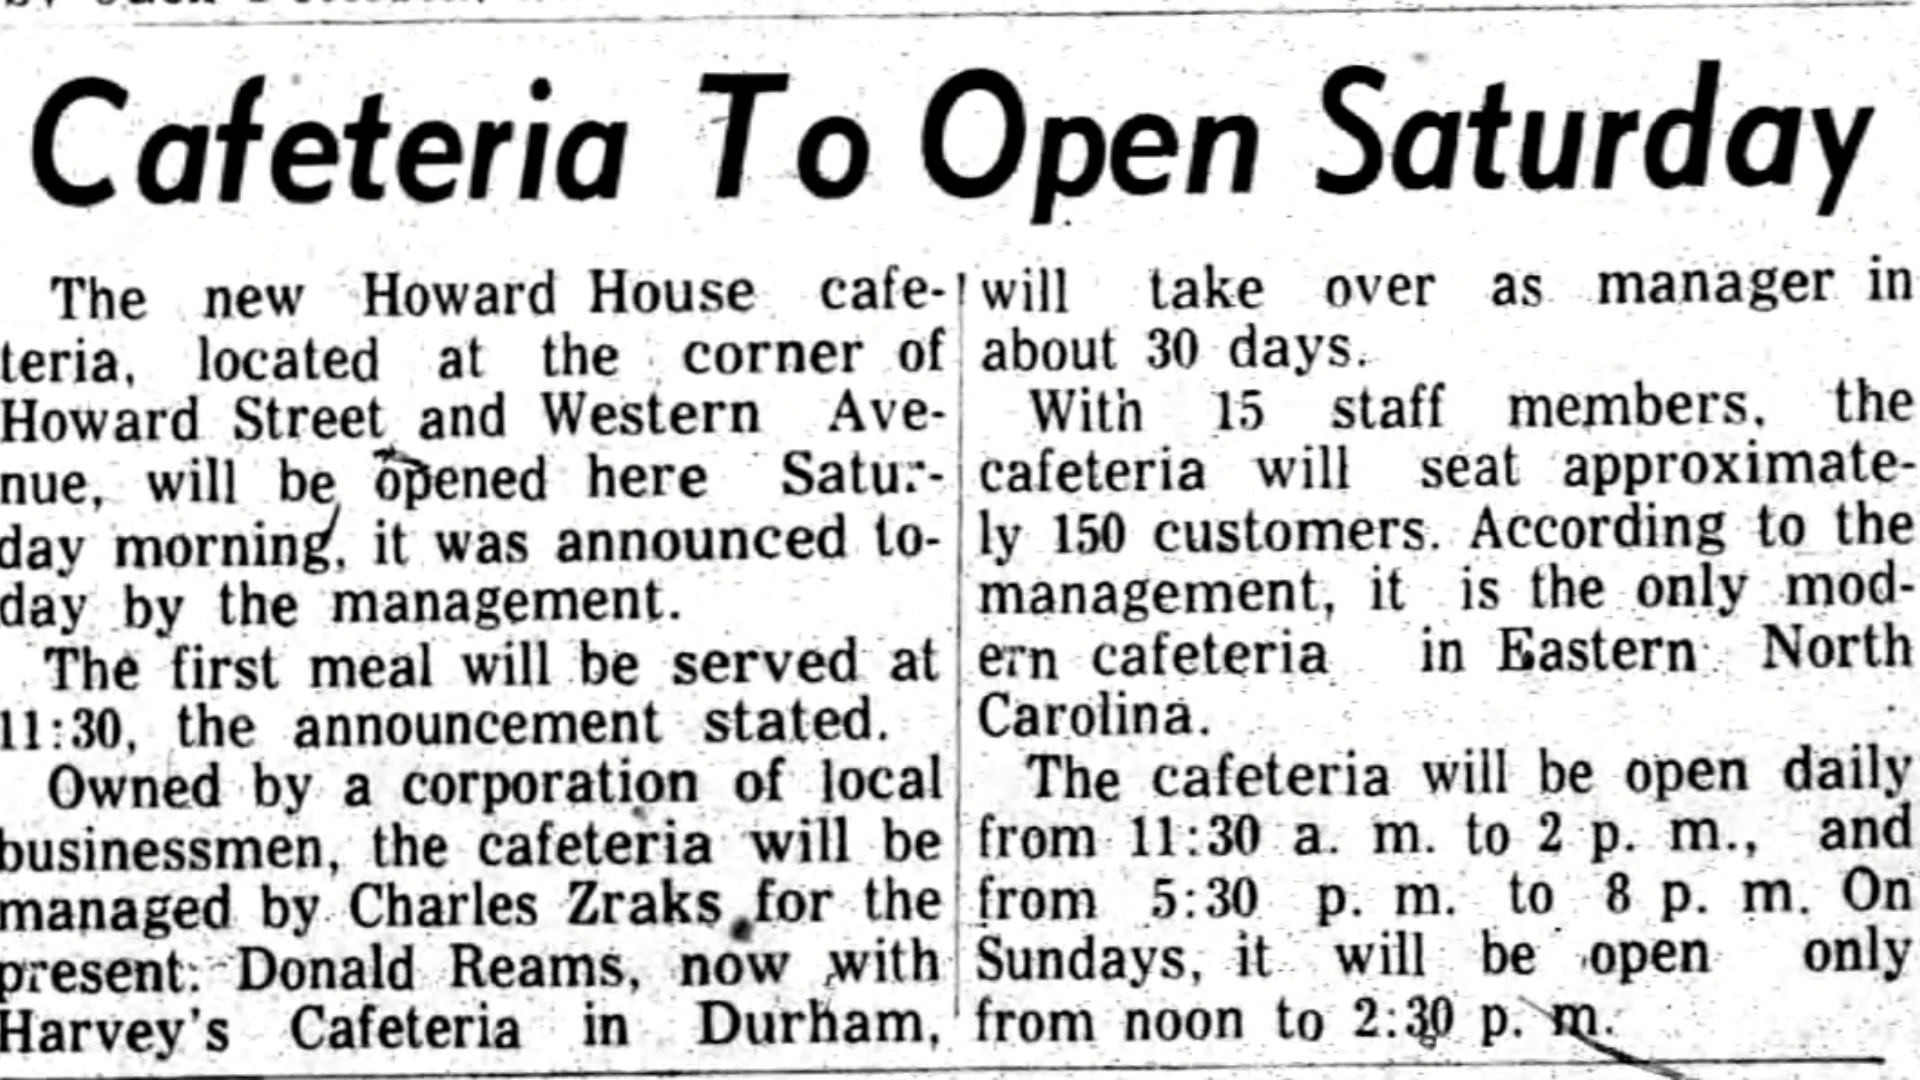 Cafeteria To Open Saturday
The new Howard House cafe-
teria, located at the corner of
Howard Street and Western Ave-
nue, will be opened here Satur-
day morning, it was announced to-
day by the management.
The first meal will be served at
11:30, the announcement stated.
Owned by a corporation of local
businessmen, the cafeteria will be
managed by Charles Zraks for the
present. Donald Reams, now with
Harvey's Cafeteria in Durham,
will take over as manager in
about 30 days.
With 15 staff members, the
cafeteria will seat approximate-
ly 150 customers. According to the
management, it is the only mod-
ern cafeteria in Eastern North
Carolina.
The cafeteria will be open daily
from 11:30 a. m. to 2 p. m., and
from 5:30 p. m. to 8 p. m. On
Sundays, it will be open only
from noon to 2:30 p. m.